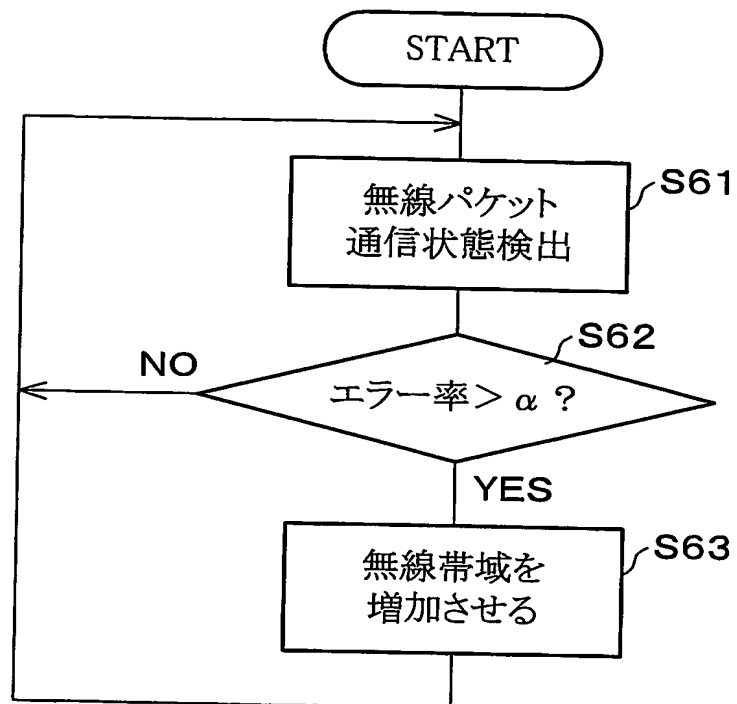 START
無線パケット
通信状態検出
S61
S62
NO
エラー率＞α？
YES
無線帯域を
増加させる
S63